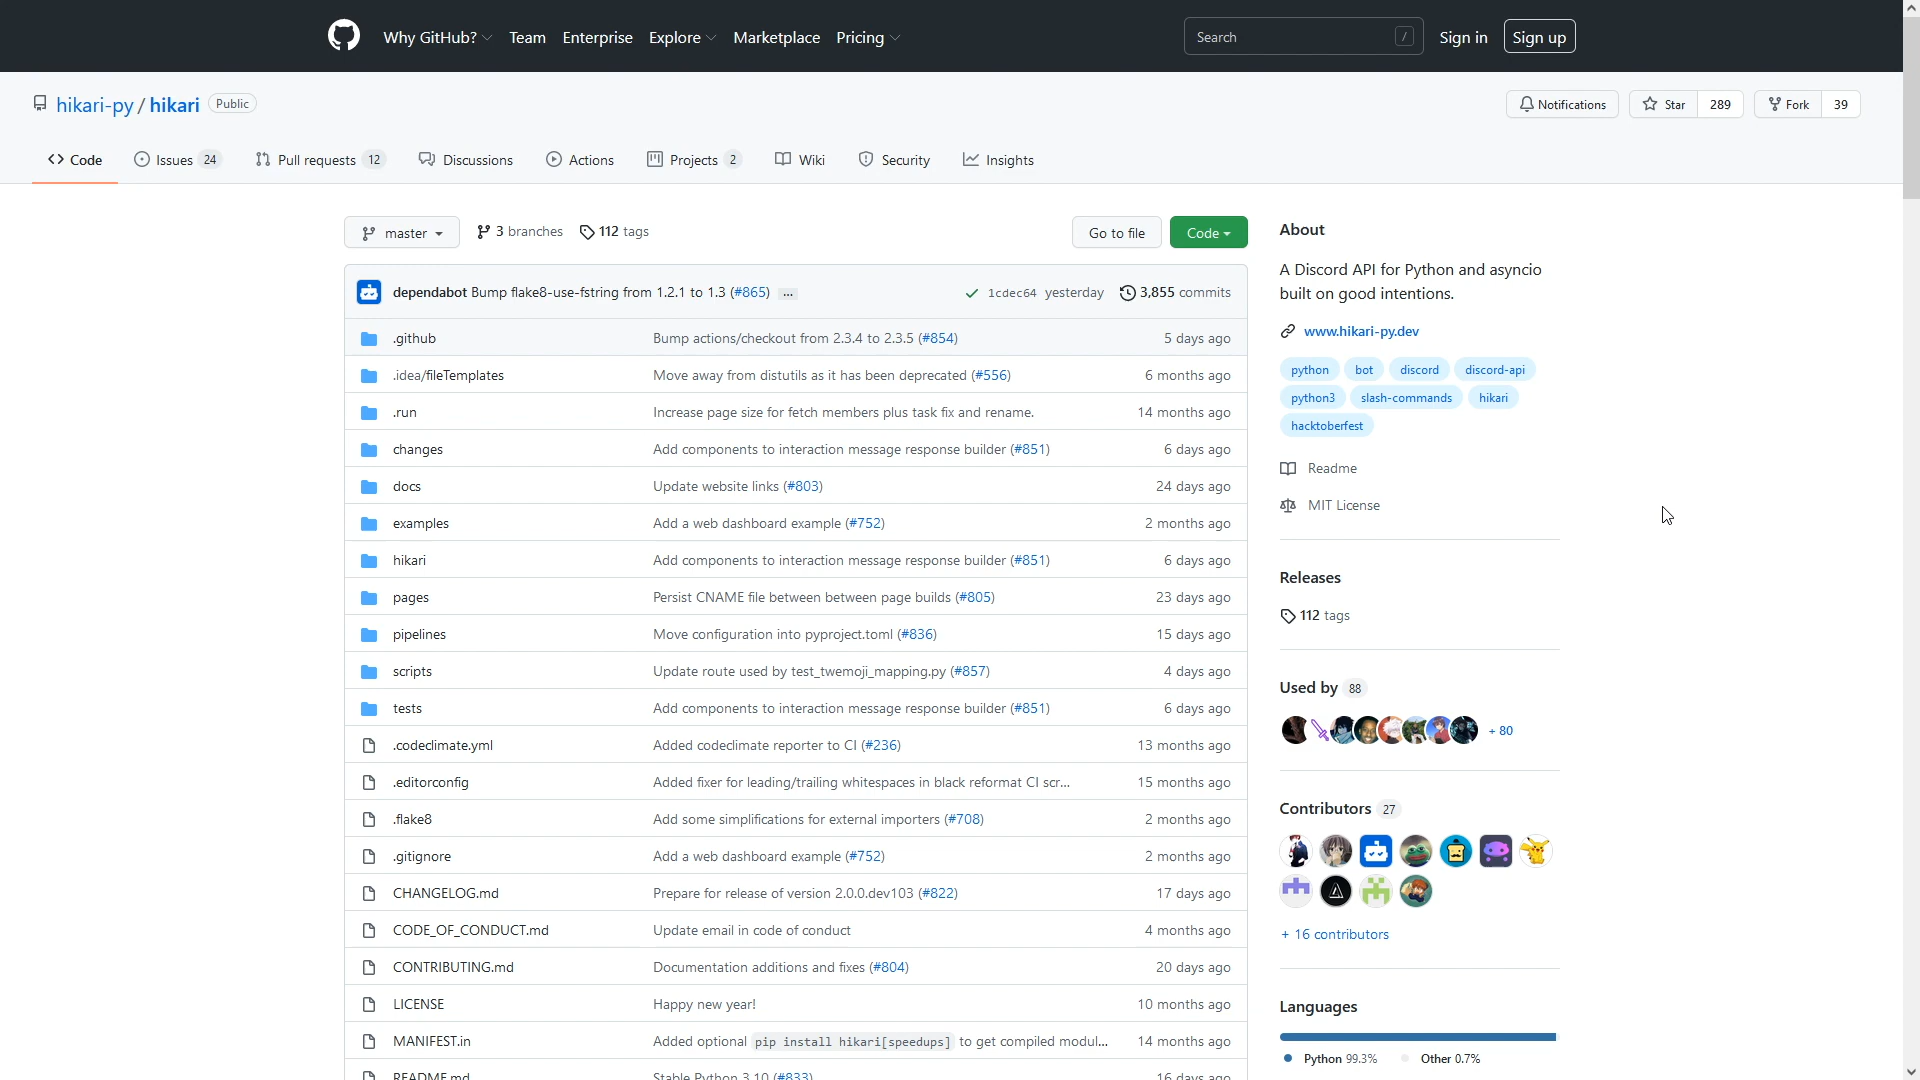 Why GitHub? Team Enterprise Explore Marketplace Pricing Search / Sign in Sign up
hikari-py / hikari Public Notifications Star 289 Fork 39
Code Issues 24 Pull requests 12 Discussions Actions Projects 2 Wiki Security Insights
master 3 branches 112 tags Go to file Code
dependabot Bump flake8-use-fstring from 1.2.1 to 1.3 (#865) ... 1cdec64 yesterday 3,855 commits
.github Bump actions/checkout from 2.3.4 to 2.3.5 (#854) 5 days ago
.idea/fileTemplates Move away from distutils as it has been deprecated (#556) 6 months ago
.run Increase page size for fetch members plus task fix and rename. 14 months ago
changes Add components to interaction message response builder (#851) 6 days ago
docs Update website links (#803) 24 days ago
examples Add a web dashboard example (#752) 2 months ago
hikari Add components to interaction message response builder (#851) 6 days ago
pages Persist CNAME file between between page builds (#805) 23 days ago
pipelines Move configuration into pyproject.toml (#836) 15 days ago
scripts Update route used by test_twemoji_mapping.py (#857) 4 days ago
tests Add components to interaction message response builder (#851) 6 days ago
.codeclimate.yml Added codeclimate reporter to CI (#236) 13 months ago
.editorconfig Added fixer for leading/trailing whitespaces in black reformat CI scr... 15 months ago
.flake8 Add some simplifications for external importers (#708) 2 months ago
.gitignore Add a web dashboard example (#752) 2 months ago
CHANGELOG.md Prepare for release of version 2.0.0.dev103 (#822) 17 days ago
CODE_OF_CONDUCT.md Update email in code of conduct 4 months ago
CONTRIBUTING.md Documentation additions and fixes (#804) 20 days ago
LICENSE Happy new year! 10 months ago
MANIFEST.in Added optional pip install hikari[speedups] to get compiled modul... 14 months ago
README.md Stable Python 3.10 (#833) 16 days ago
About
A Discord API for Python and asyncio
built on good intentions.
www.hikari-py.dev
python bot discord discord-api
python3 slash-commands hikari
hacktoberfest
Readme
MIT License
Releases
112 tags
Used by 88
+ 80
Contributors 27
+ 16 contributors
Languages
Python 99.3% Other 0.7%